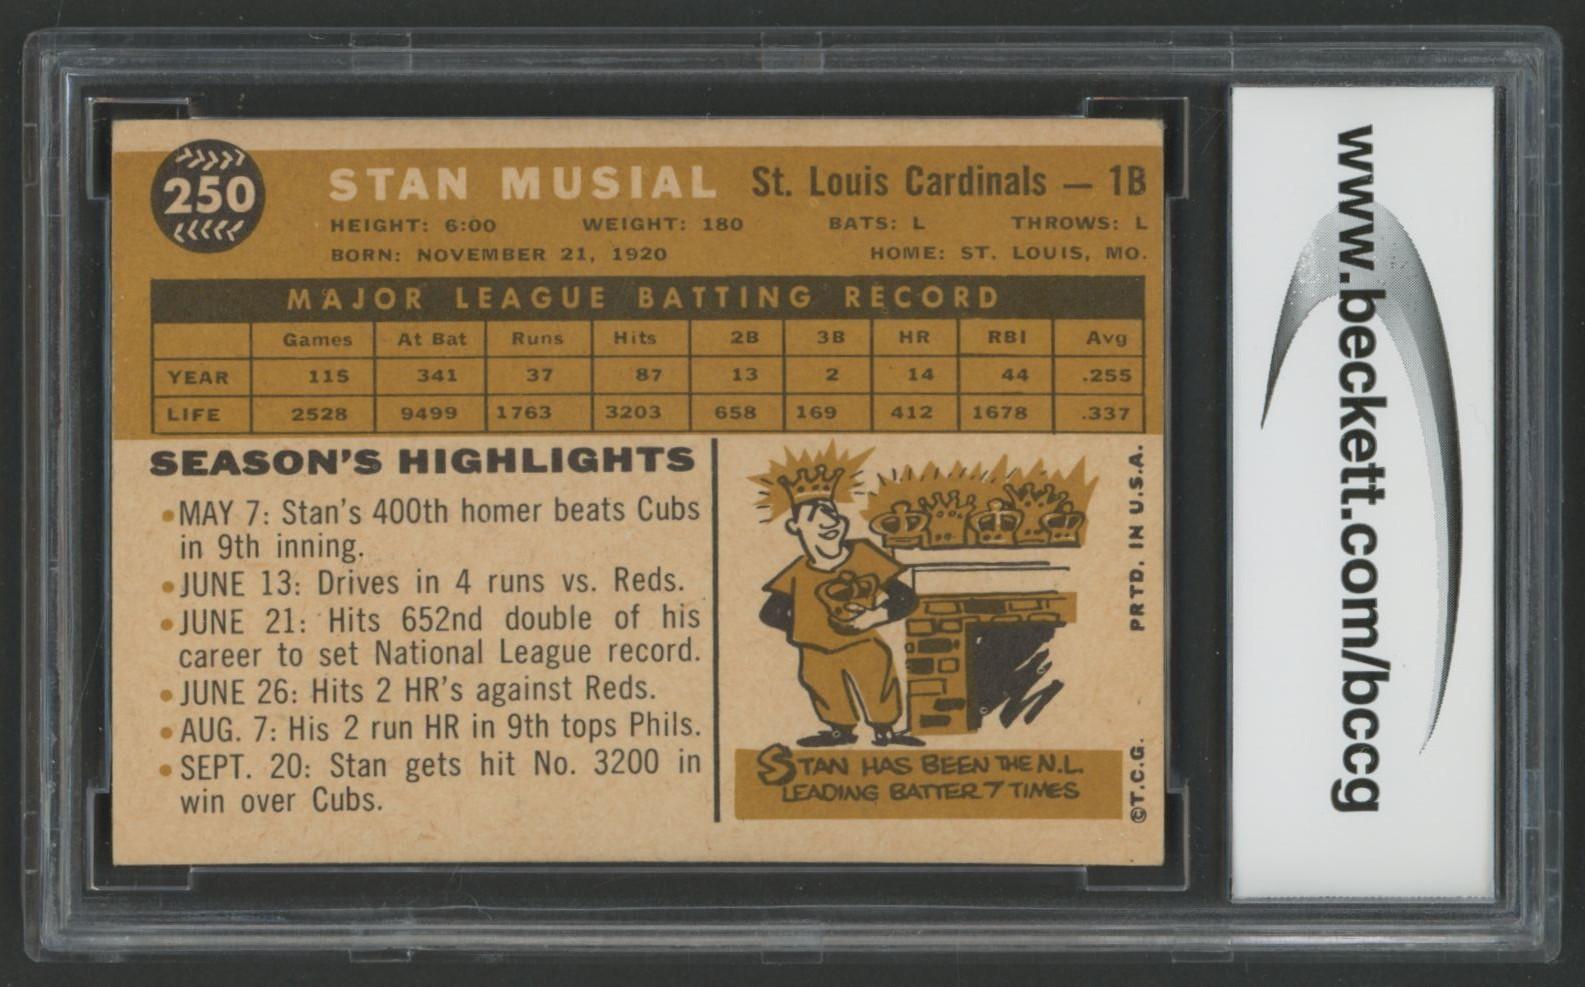 250
STAN MUSIAL St. Louis Cardinals — 1B
HEIGHT: 6:00 WEIGHT: 180 BATS: L THROWS: L
BORN: NOVEMBER 21, 1920 HOME: ST. LOUIS, MO.
MAJOR LEAGUE BATTING RECORD
Games At Bat Runs Hits 2B 3B HR RBI Avg
YEAR 115 341 37 87 13 2 14 44 .255
LIFE 2528 9499 1763 3203 658 169 412 1678 .337
SEASON'S HIGHLIGHTS
• MAY 7: Stan's 400th homer beats Cubs
in 9th inning.
• JUNE 13: Drives in 4 runs vs. Reds.
• JUNE 21: Hits 652nd double of his
career to set National League record.
• JUNE 26: Hits 2 HR's against Reds.
• AUG. 7: His 2 run HR in 9th tops Phils.
• SEPT. 20: Stan gets hit No. 3200 in
win over Cubs.
STAN HAS BEEN THE N.L.
LEADING BATTER 7 TIMES
©T.C.G. PRTD. IN U.S.A.
www.beckett.com/bccg